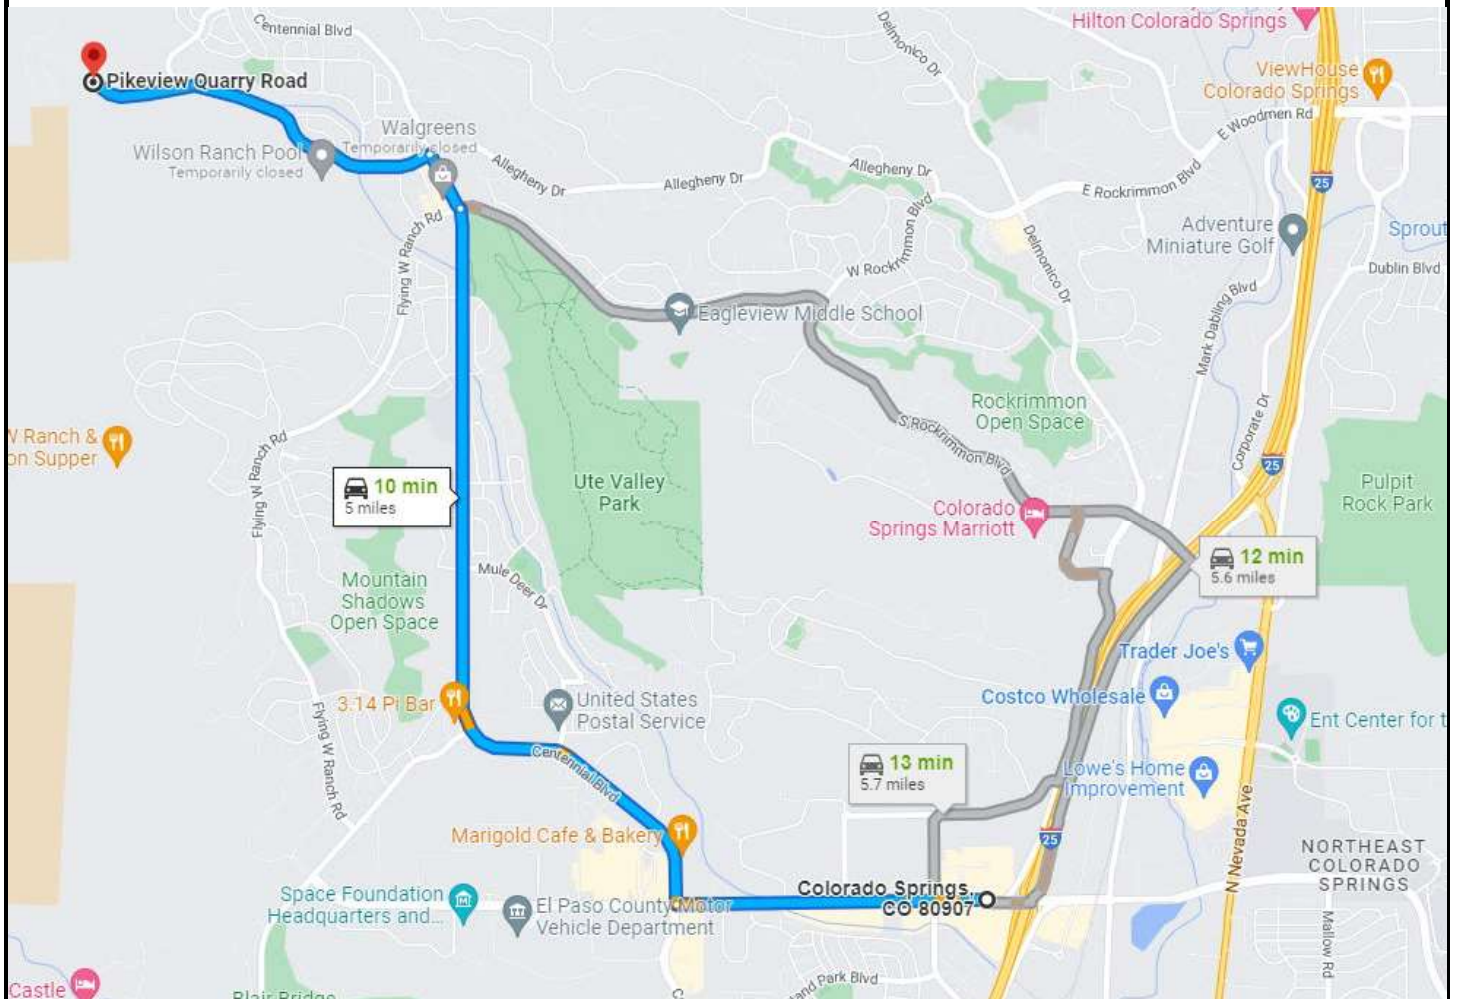 Centennial Blvd
Delmonico Dr
Hilton Colorado Springs
Pikeview Quarry Road
ViewHouse
Colorado Springs
E Woodmen Rd
Walgreens
Temporarily closed
Wilson Ranch Pool
Temporarily closed
Allegheny Dr
Allegheny Dr
Allegheny Dr
E Rockrimmon Blvd
25
Flying W Ranch Rd
W Rockrimmon Blvd
Delmonico Dr
Adventure
Miniature Golf
Sprout
Dublin Blvd
Eagleview Middle School
Mark Dabling Blvd
Rockrimmon
Open Space
Corporate Dr
W Ranch &
on Supper
Flying W Ranch Rd
S Rockrimmon Blvd
25
10 min
5 miles
Ute Valley
Park
Pulpit
Rock Park
Colorado
Springs Marriott
12 min
5.6 miles
Mountain
Shadows
Open Space
Mule Deer Dr
Trader Joe's
3.14 Pi Bar
United States
Postal Service
Costco Wholesale
Ent Center for t
Flying W Ranch Rd
Centennial Blvd
13 min
5.7 miles
Lowe's Home
Improvement
N Nevada Ave
Marigold Cafe & Bakery
25
NORTHEAST
COLORADO
SPRINGS
Space Foundation
Headquarters and...
El Paso County Motor
Vehicle Department
Colorado Springs,
CO 80907
Mallow Rd
Castle
Blair Bridge
and Park Blvd